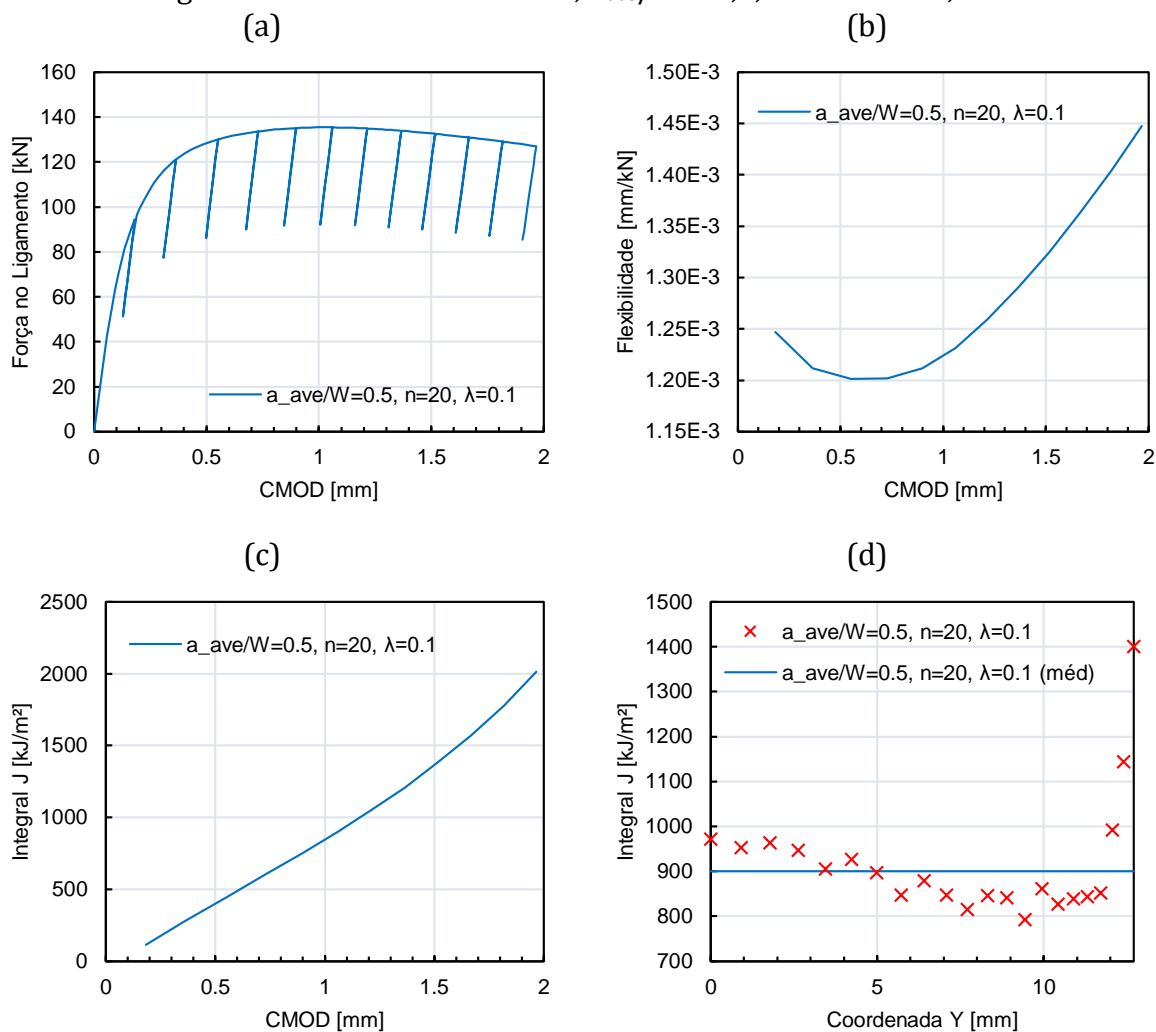 (a)
160
140
120
100
80
60
40
20
0
Força no Ligamento [kN]
a_ave/W=0.5, n=20, λ=0.1
0 0.5 1 1.5 2
CMOD [mm]
(b)
1.50E-3
1.45E-3
1.40E-3
1.35E-3
1.30E-3
1.25E-3
1.20E-3
1.15E-3
Flexibilidade [mm/kN]
a_ave/W=0.5, n=20, λ=0.1
0 0.5 1 1.5 2
CMOD [mm]
(c)
2500
2000
1500
1000
500
0
Integral J [kJ/m²]
a_ave/W=0.5, n=20, λ=0.1
0 0.5 1 1.5 2
CMOD [mm]
(d)
1500
1400
1300
1200
1100
1000
900
800
700
Integral J [kJ/m²]
a_ave/W=0.5, n=20, λ=0.1
a_ave/W=0.5, n=20, λ=0.1 (méd)
0 5 10
Coordenada Y [mm]